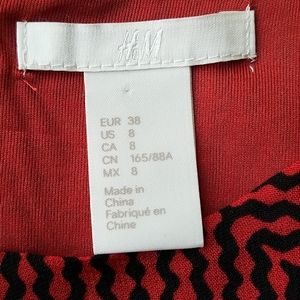 H&M
EUR 38
US 8
CA 8
CN 165/88A
MX 8
Made in
China
Fabriqué en
Chine